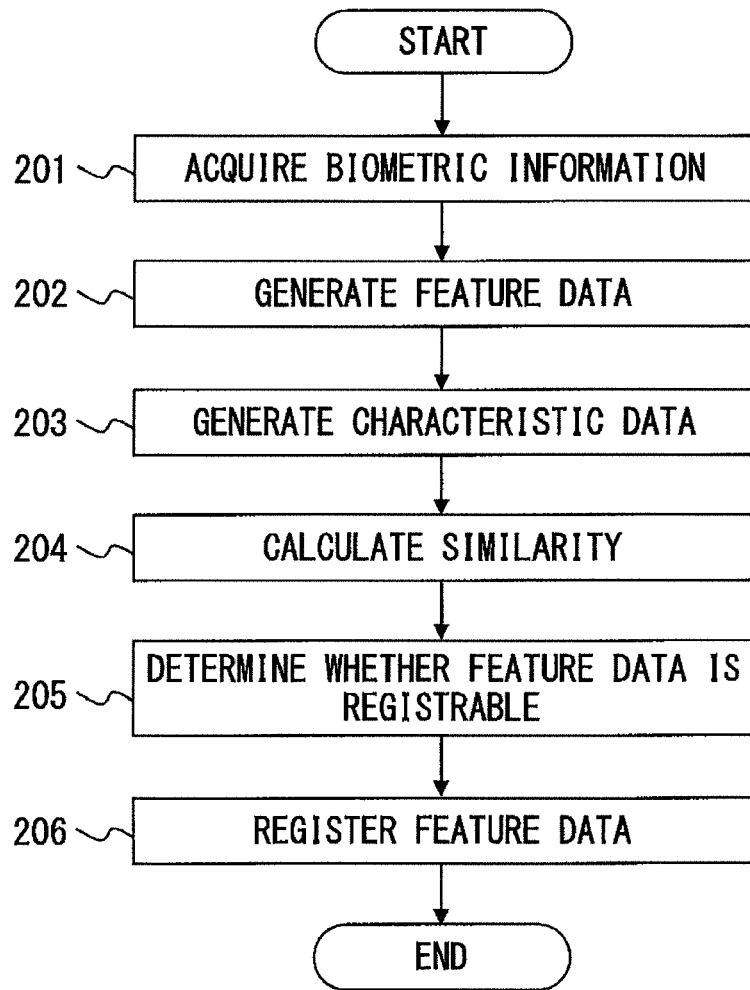 START
201
ACQUIRE BIOMETRIC INFORMATION
202
GENERATE FEATURE DATA
203
GENERATE CHARACTERISTIC DATA
204
CALCULATE SIMILARITY
205
DETERMINE WHETHER FEATURE DATA IS
REGISTRABLE
206
REGISTER FEATURE DATA
END